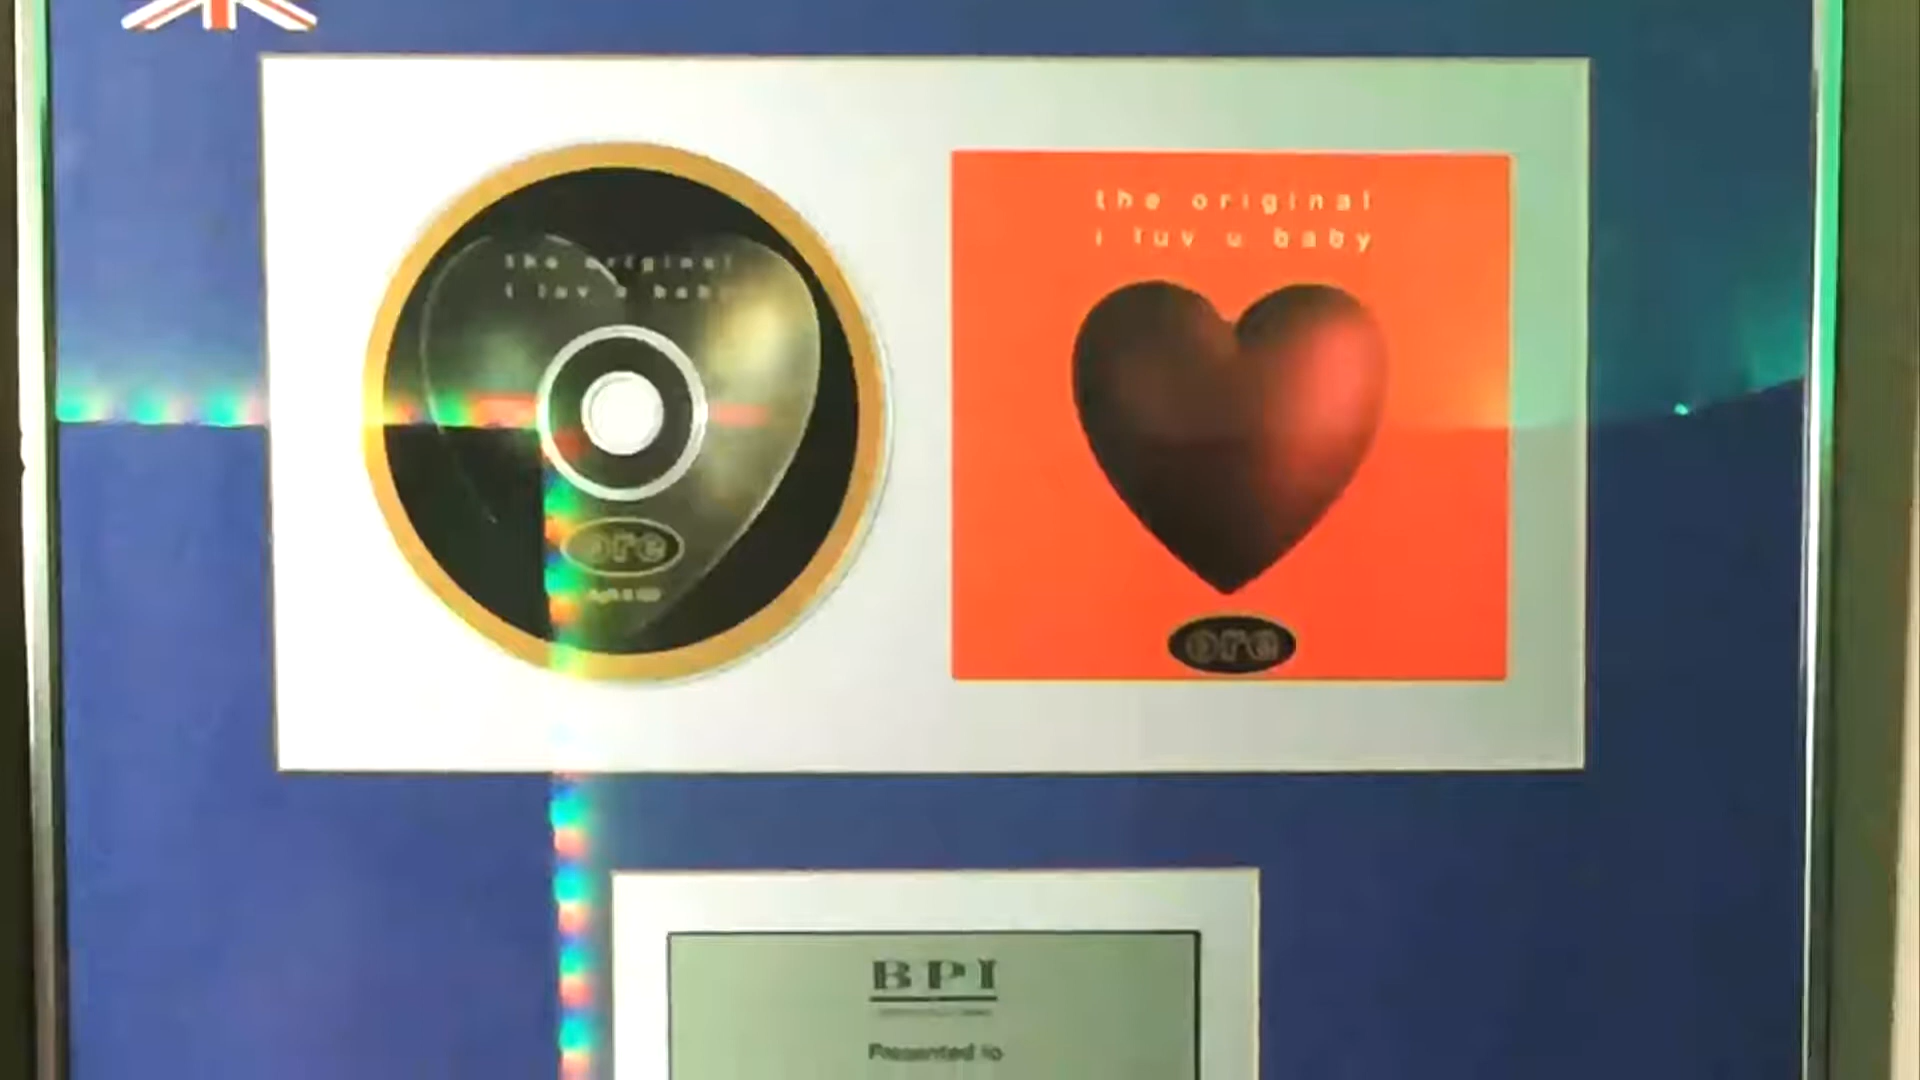 the original
i luv u baby
ore
the original
i luv u baby
ore
BPI
Presented to